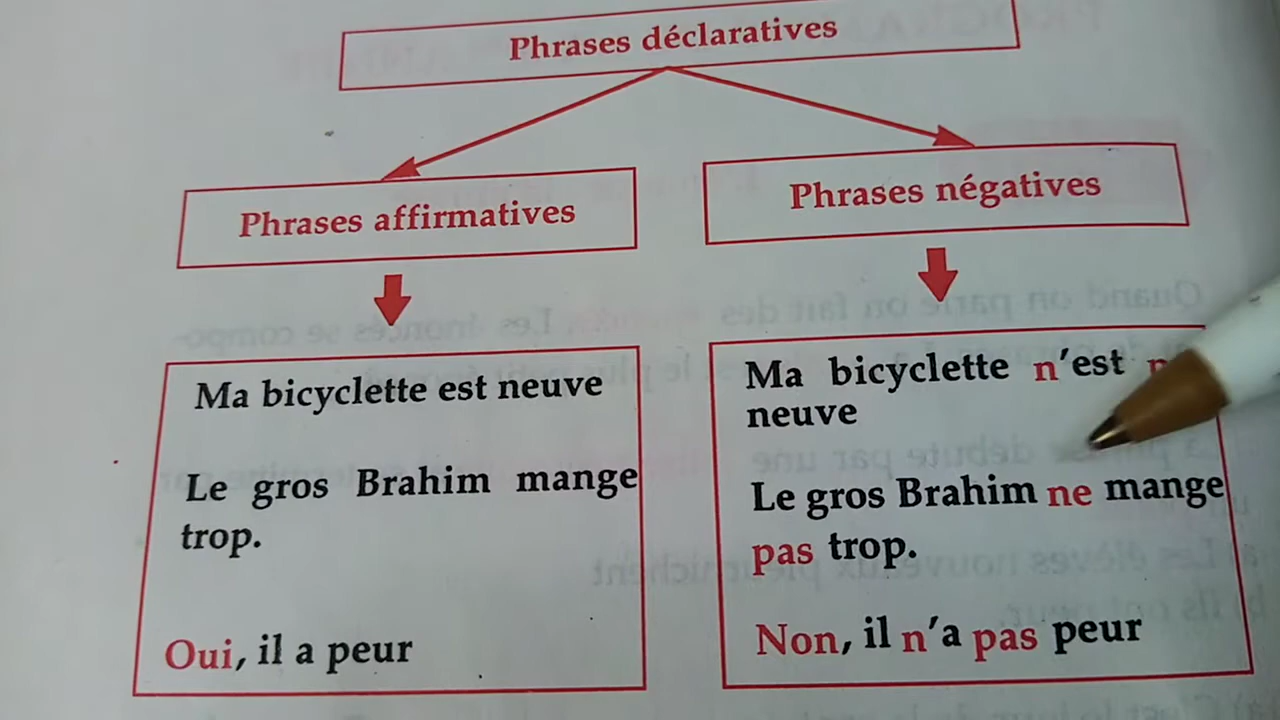 Phrases déclaratives
Phrases affirmatives
Phrases négatives
Ma bicyclette est neuve
Le gros Brahim mange
trop.
Oui, il a peur
Ma bicyclette n'est
neuve
Le gros Brahim ne mange
pas trop.
Non, il n'a pas peur